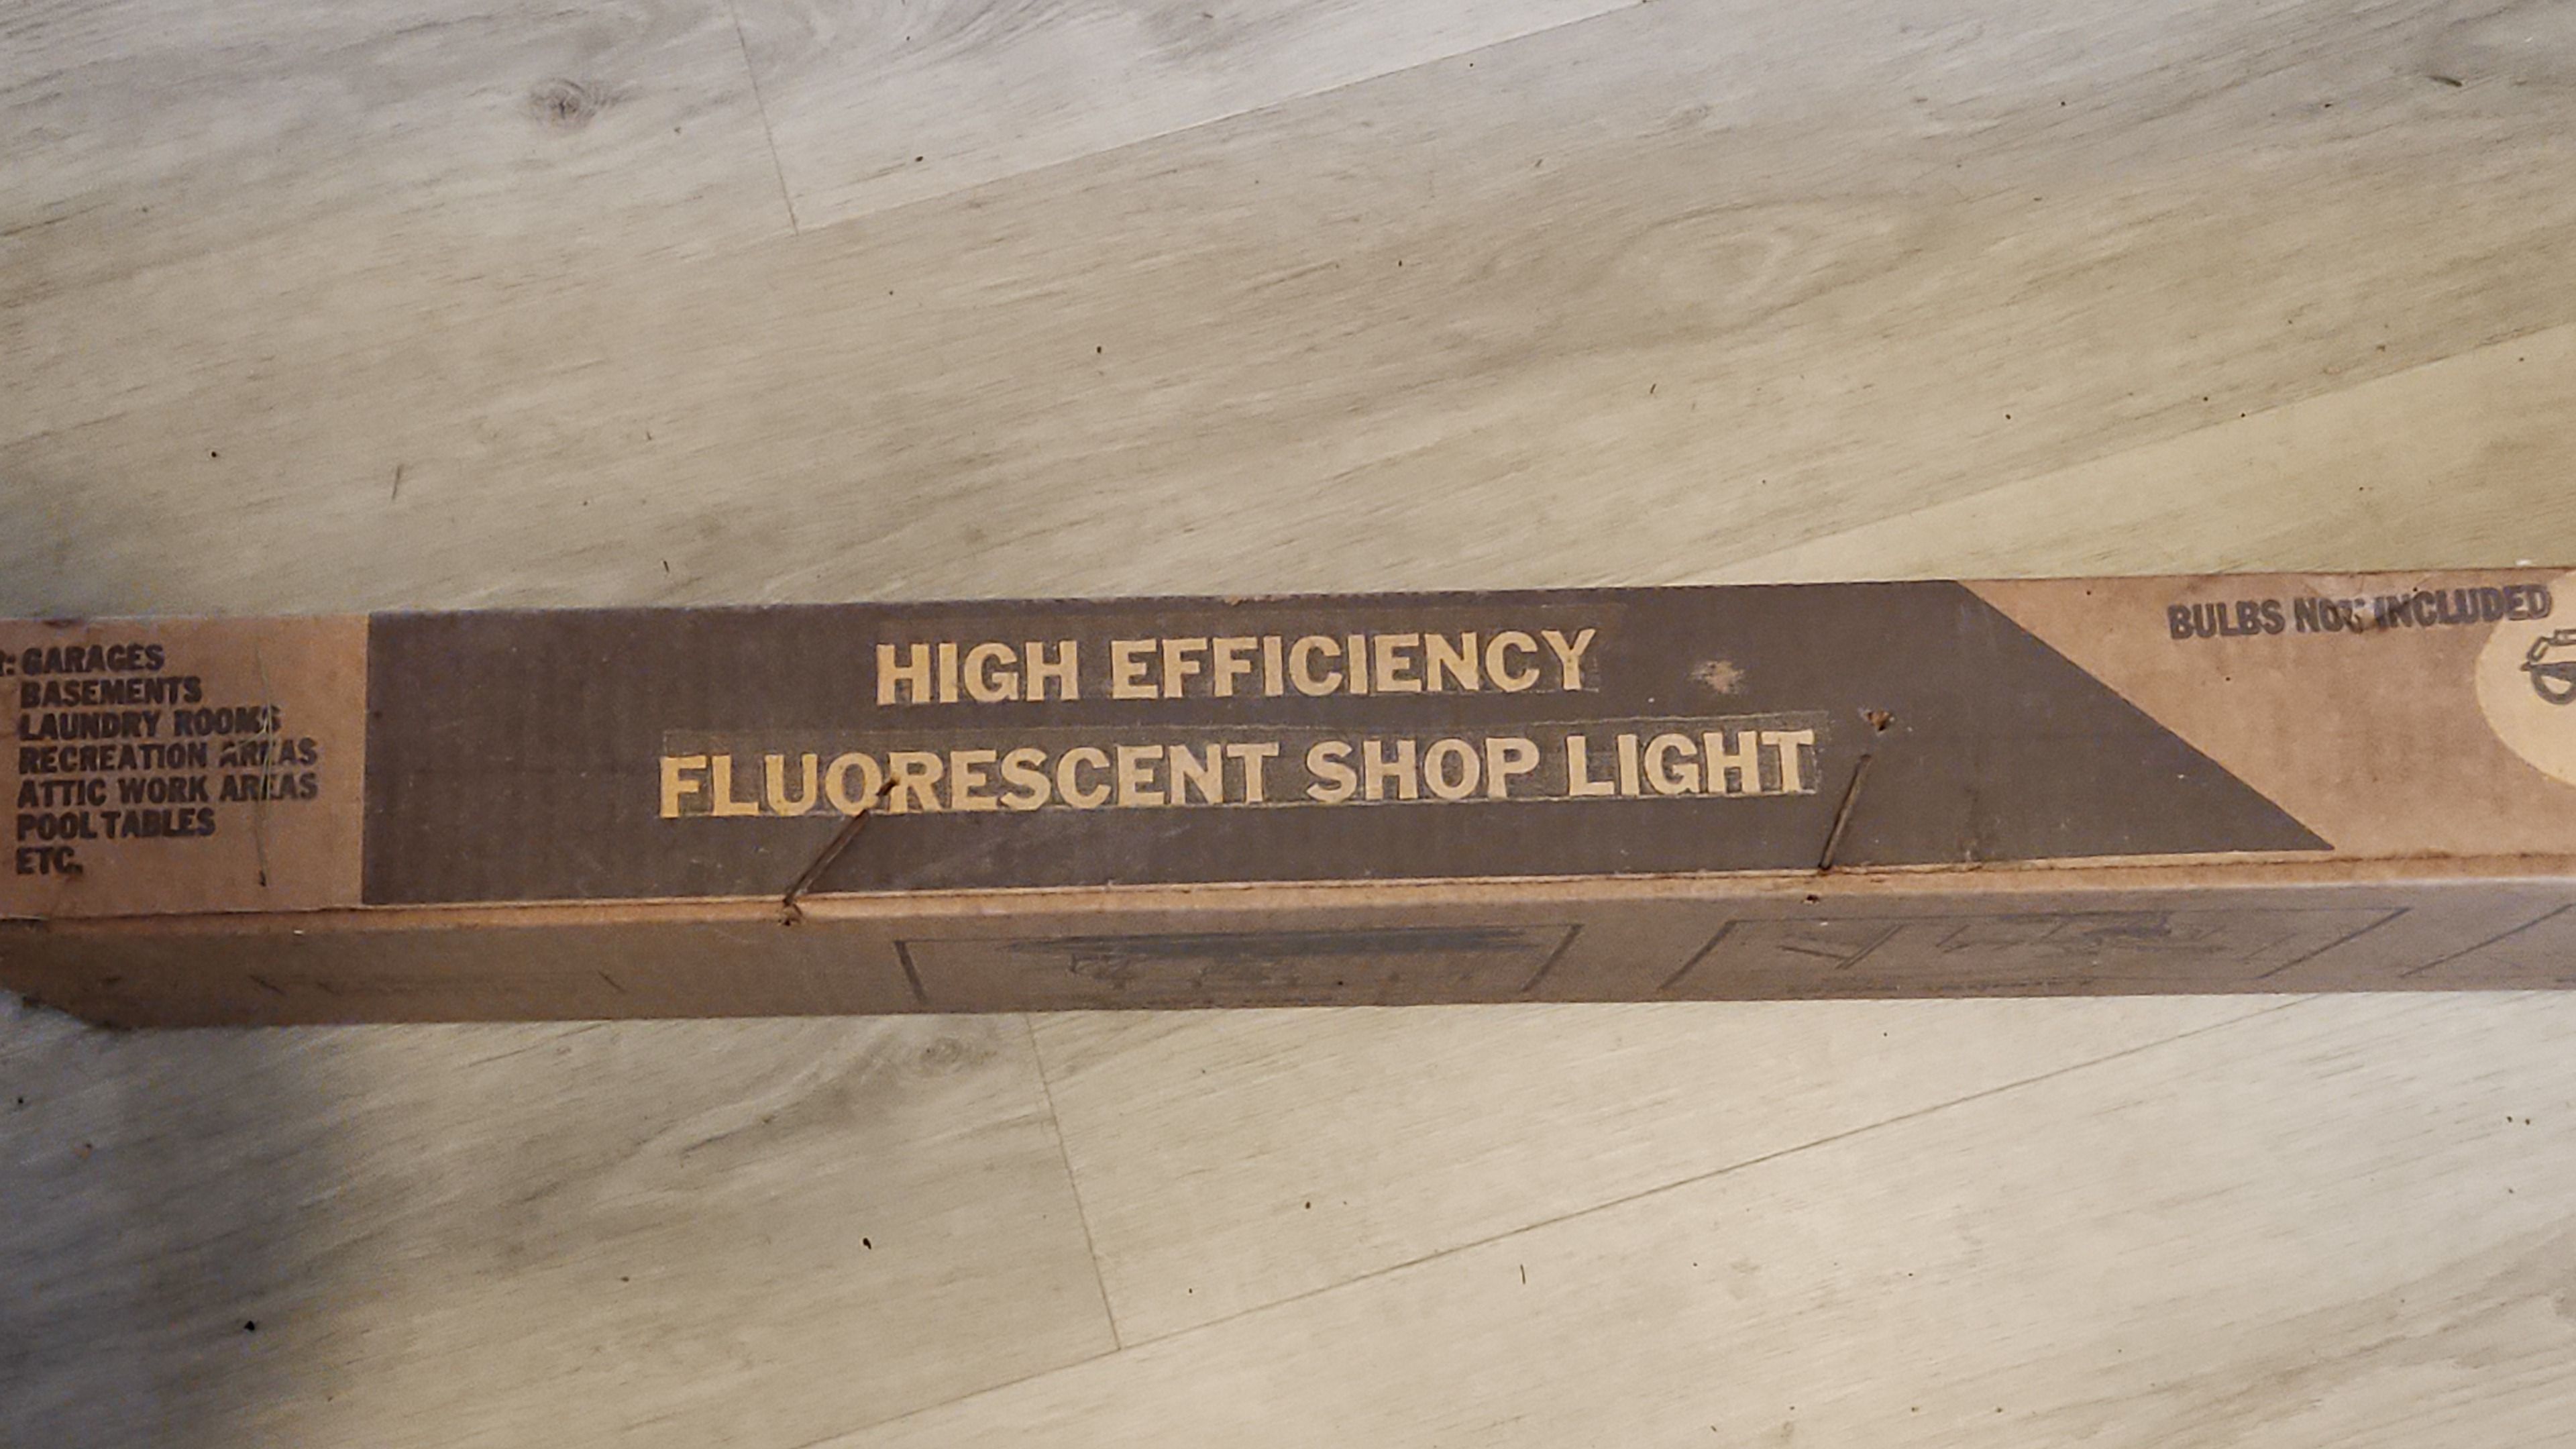 GARAGES
BASEMENTS
LAUNDRY ROOMS
RECREATION AREAS
ATTIC WORK AREAS
POOL TABLES
ETC.
HIGH EFFICIENCY
FLUORESCENT SHOP LIGHT
BULBS NOT INCLUDED